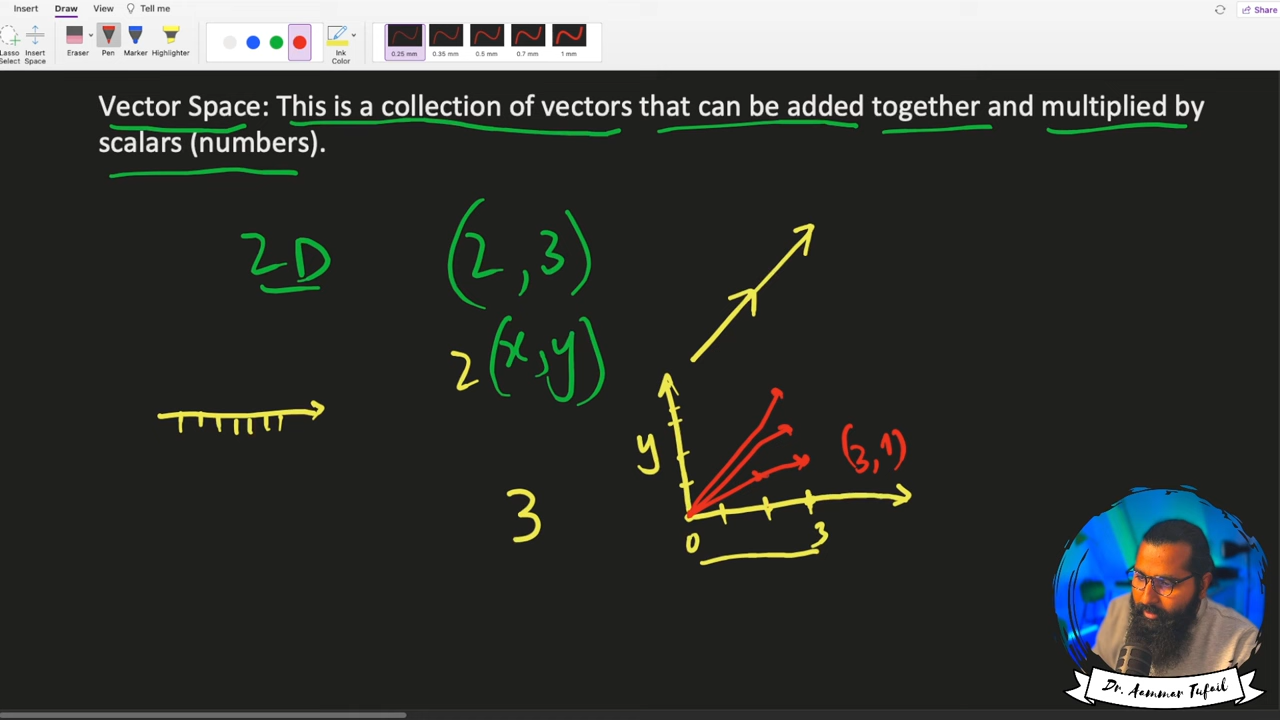 Insert Draw View Tell me
Share
Lasso Select Insert Space Eraser Pen Marker Highlighter Ink Color 0.25 mm 0.35 mm 0.5 mm 0.7 mm 1 mm
Vector Space: This is a collection of vectors that can be added together and multiplied by
scalars (numbers).
2D (2,3)
2(x,y)
y (3,1)
3
0 3
Dr. Aammar Tufail